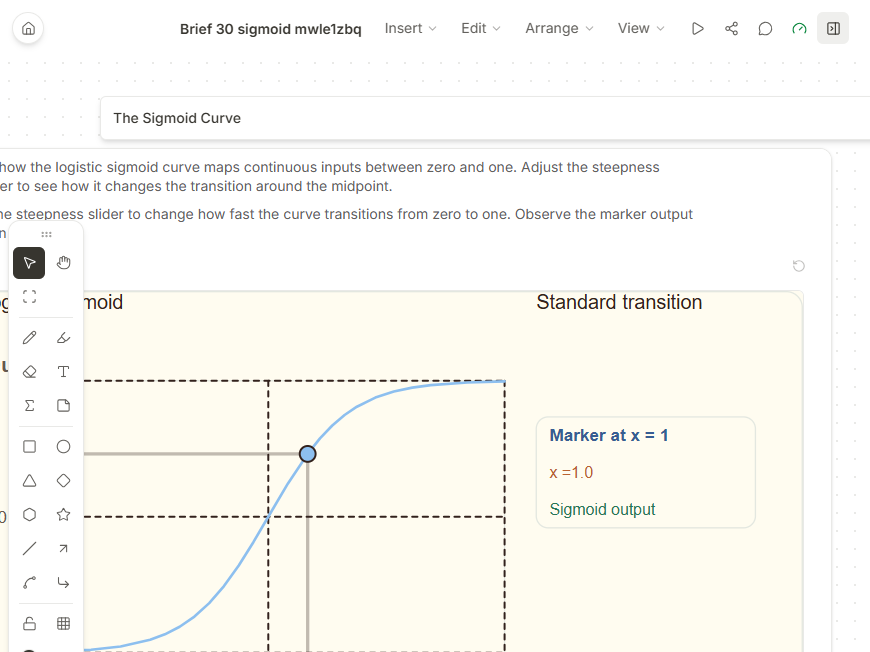 Brief 30 sigmoid mwle1zbq Insert Edit Arrange View
The Sigmoid Curve
how the logistic sigmoid curve maps continuous inputs between zero and one. Adjust the steepness
er to see how it changes the transition around the midpoint.
he steepness slider to change how fast the curve transitions from zero to one. Observe the marker output
n
moid
Standard transition
Marker at x = 1
x =1.0
Sigmoid output
0